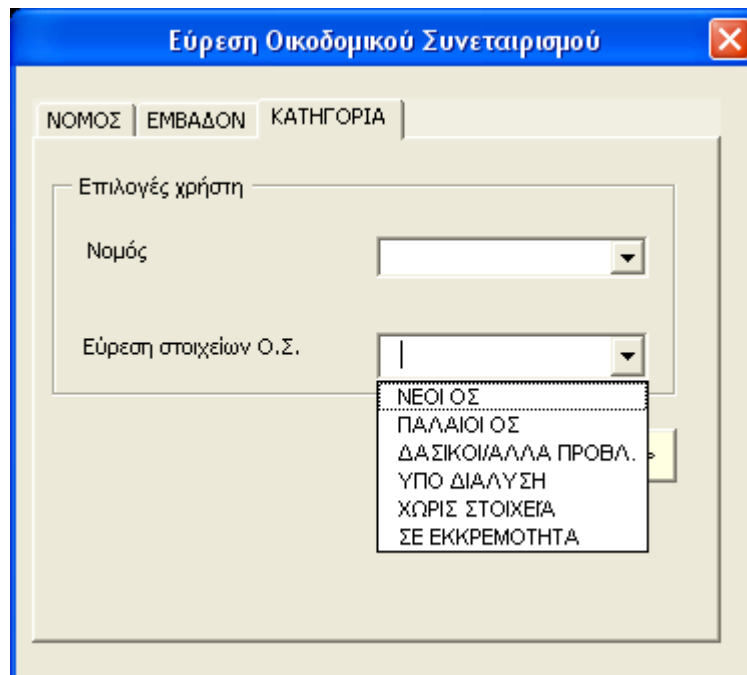 Εύρεση Οικοδομικού Συνεταιρισμού
ΝΟΜΟΣ ΕΜΒΑΔΟΝ ΚΑΤΗΓΟΡΙΑ
Επιλογές χρήστη
Νομός
Εύρεση στοιχείων Ο.Σ.
ΝΕΟΙ ΟΣ
ΠΑΛΑΙΟΙ ΟΣ
ΔΑΣΙΚΟΙ/ΑΛΛΑ ΠΡΟΒΛ.
ΥΠΟ ΔΙΑΛΥΣΗ
ΧΩΡΙΣ ΣΤΟΙΧΕΙΑ
ΣΕ ΕΚΚΡΕΜΟΤΗΤΑ